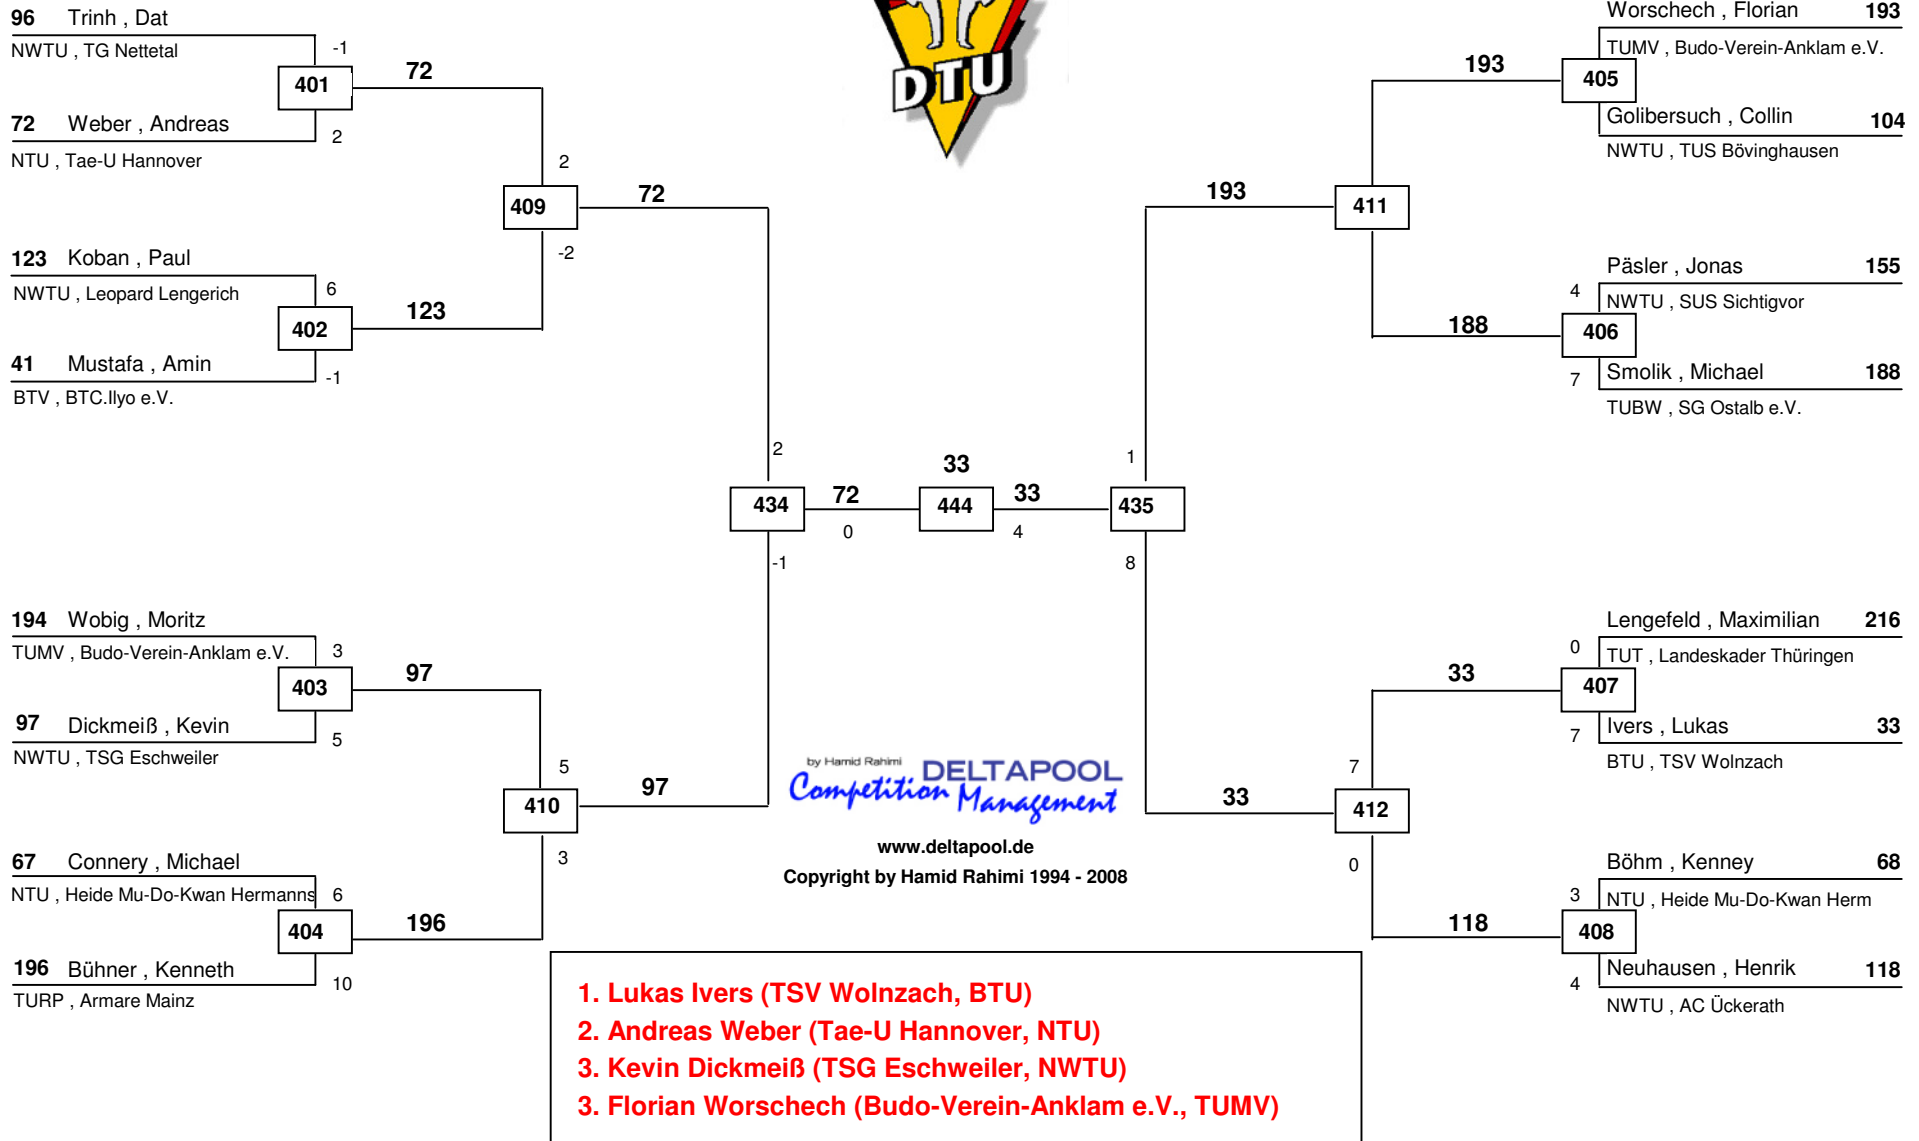 96 Trinh , Dat
NWTU , TG Nettetal
-1
401
72
72 Weber , Andreas
2
NTU , Tae-U Hannover
2
409
72
-2
123 Koban , Paul
NWTU , Leopard Lengerich
6
402
123
41 Mustafa , Amin
-1
BTV , BTC.Ilyo e.V.
2
434
72
0
-1
194 Wobig , Moritz
TUMV , Budo-Verein-Anklam e.V.
3
403
97
97 Dickmeiß , Kevin
5
NWTU , TSG Eschweiler
5
410
97
3
67 Connery , Michael
NTU , Heide Mu-Do-Kwan Hermanns
6
404
196
196 Bühner , Kenneth
10
TURP , Armare Mainz
DTU
33
444
33
4
Worschech , Florian 193
TUMV , Budo-Verein-Anklam e.V.
193
405
Golibersuch , Collin 104
NWTU , TUS Bövinghausen
193
411
Päsler , Jonas 155
4
NWTU , SUS Sichtigvor
188
406
Smolik , Michael 188
7
TUBW , SG Ostalb e.V.
1
435
8
Lengefeld , Maximilian 216
0
TUT , Landeskader Thüringen
33
407
Ivers , Lukas 33
7
BTU , TSV Wolnzach
7
33
412
0
Böhm , Kenney 68
3
NTU , Heide Mu-Do-Kwan Herm
118
408
Neuhausen , Henrik 118
4
NWTU , AC Ückerath
by Hamid Rahimi
DELTAPOOL
Competition Management
www.deltapool.de
Copyright by Hamid Rahimi 1994 - 2008
1. Lukas Ivers (TSV Wolnzach, BTU)
2. Andreas Weber (Tae-U Hannover, NTU)
3. Kevin Dickmeiß (TSG Eschweiler, NWTU)
3. Florian Worschech (Budo-Verein-Anklam e.V., TUMV)